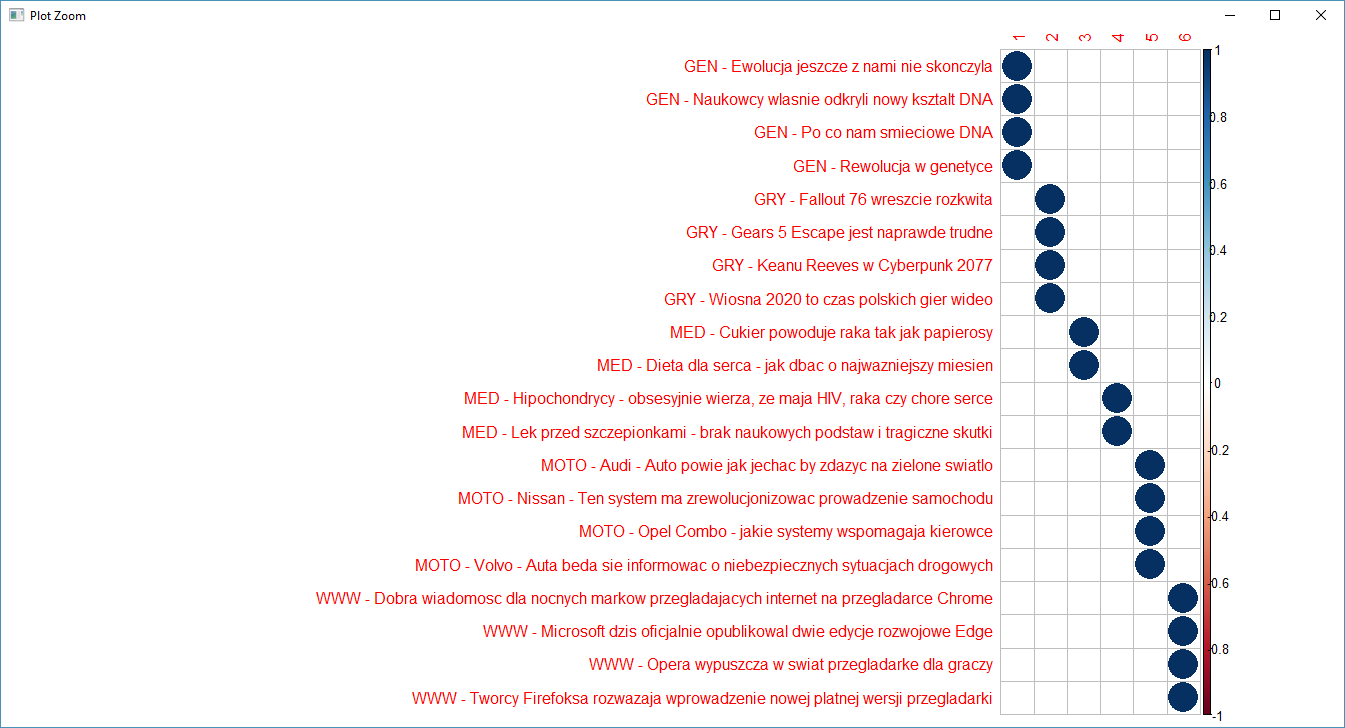 Plot Zoom
1 2 3 4 5 6
GEN - Ewolucja jeszcze z nami nie skonczyla
GEN - Naukowcy wlasnie odkryli nowy ksztalt DNA
GEN - Po co nam smieciowe DNA
GEN - Rewolucja w genetyce
GRY - Fallout 76 wreszcie rozkwita
GRY - Gears 5 Escape jest naprawde trudne
GRY - Keanu Reeves w Cyberpunk 2077
GRY - Wiosna 2020 to czas polskich gier wideo
MED - Cukier powoduje raka tak jak papierosy
MED - Dieta dla serca - jak dbac o najwazniejszy miesien
MED - Hipochondrycy - obsesyjnie wierza, ze maja HIV, raka czy chore serce
MED - Lek przed szczepionkami - brak naukowych podstaw i tragiczne skutki
MOTO - Audi - Auto powie jak jechac by zdazyc na zielone swiatlo
MOTO - Nissan - Ten system ma zrewolucjonizowac prowadzenie samochodu
MOTO - Opel Combo - jakie systemy wspomagaja kierowce
MOTO - Volvo - Auta beda sie informowac o niebezpiecznych sytuacjach drogowych
WWW - Dobra wiadomosc dla nocnych markow przegladajacych internet na przegladarce Chrome
WWW - Microsoft dzis oficjalnie opublikowal dwie edycje rozwojowe Edge
WWW - Opera wypuszcza w swiat przegladarke dla graczy
WWW - Tworcy Firefoksa rozwazaja wprowadzenie nowej platnej wersji przegladarki
1
0.8
0.6
0.4
0.2
0
-0.2
-0.4
-0.6
-0.8
-1